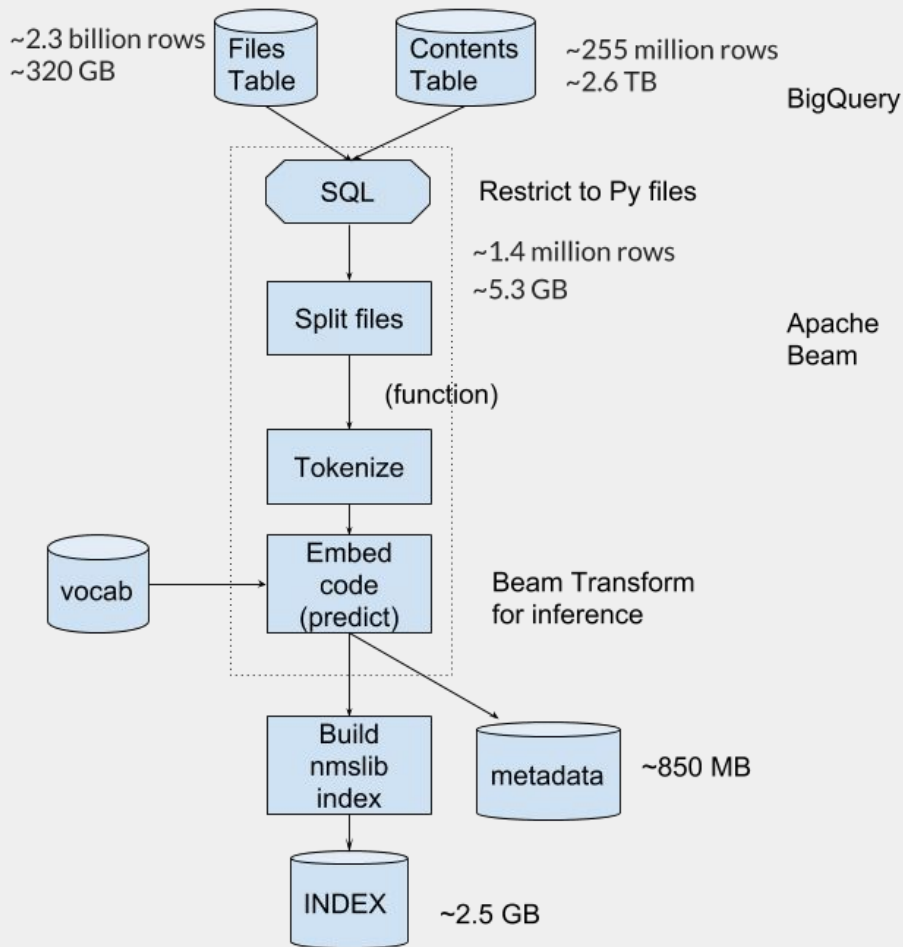 ~2.3 billion rows
~320 GB
Files
Table
Contents
Table
~255 million rows
~2.6 TB
BigQuery
SQL
Restrict to Py files
~1.4 million rows
~5.3 GB
Split files
Apache
Beam
(function)
Tokenize
vocab
Embed
code
(predict)
Beam Transform
for inference
Build
nmslib
index
metadata
~850 MB
INDEX
~2.5 GB